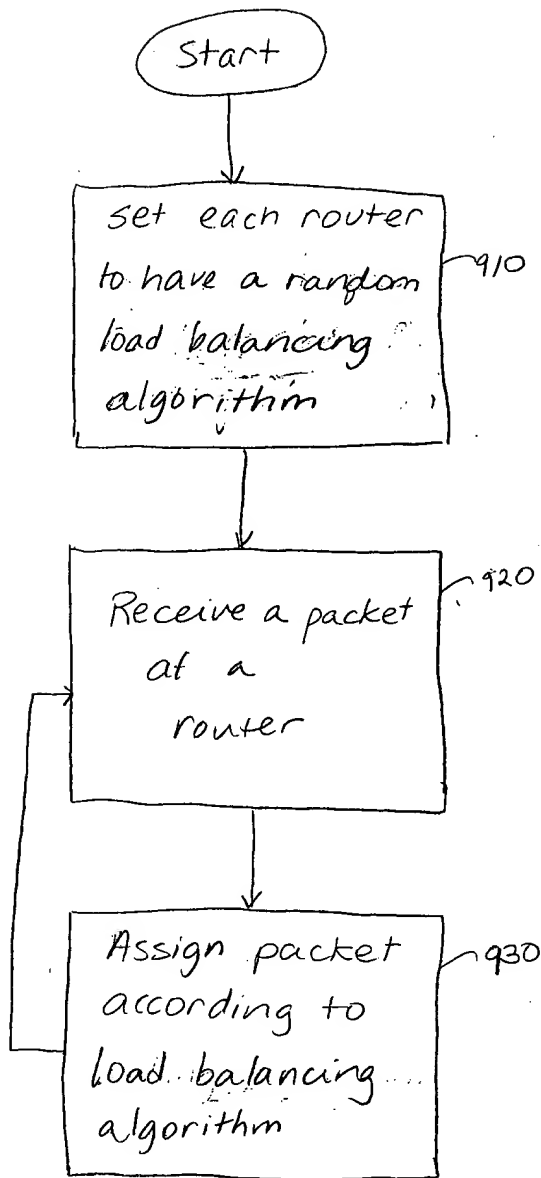 Start
set each router
to have a random
load balancing
algorithm
910
Receive a packet
at a
router
920
Assign packet
according to
load balancing
algorithm
930